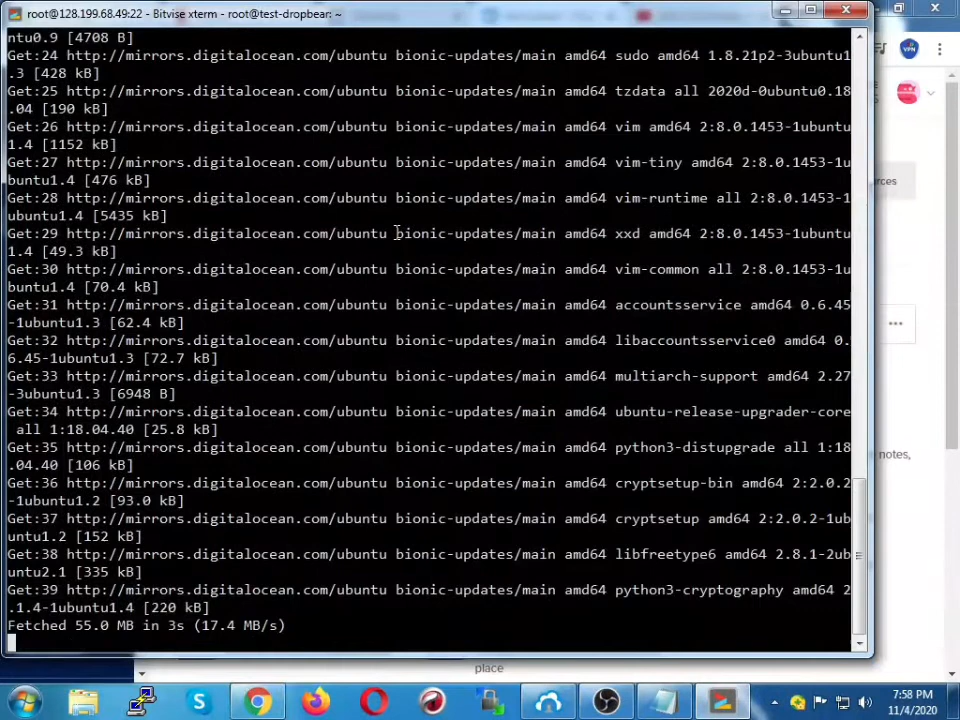 root@128.199.68.49:22 - Bitvise xterm - root@test-dropbear: ~
ntu0.9 [4708 B]
Get:24 http://mirrors.digitalocean.com/ubuntu bionic-updates/main amd64 sudo amd64 1.8.21p2-3ubuntu1
.3 [428 kB]
Get:25 http://mirrors.digitalocean.com/ubuntu bionic-updates/main amd64 tzdata all 2020d-0ubuntu0.18
.04 [190 kB]
Get:26 http://mirrors.digitalocean.com/ubuntu bionic-updates/main amd64 vim amd64 2:8.0.1453-1ubuntu
1.4 [1152 kB]
Get:27 http://mirrors.digitalocean.com/ubuntu bionic-updates/main amd64 vim-tiny amd64 2:8.0.1453-1u
buntu1.4 [476 kB]
Get:28 http://mirrors.digitalocean.com/ubuntu bionic-updates/main amd64 vim-runtime all 2:8.0.1453-1
ubuntu1.4 [5435 kB]
Get:29 http://mirrors.digitalocean.com/ubuntu bionic-updates/main amd64 xxd amd64 2:8.0.1453-1ubuntu
1.4 [49.3 kB]
Get:30 http://mirrors.digitalocean.com/ubuntu bionic-updates/main amd64 vim-common all 2:8.0.1453-1u
buntu1.4 [70.4 kB]
Get:31 http://mirrors.digitalocean.com/ubuntu bionic-updates/main amd64 accountsservice amd64 0.6.45
-1ubuntu1.3 [62.4 kB]
Get:32 http://mirrors.digitalocean.com/ubuntu bionic-updates/main amd64 libaccountsservice0 amd64 0.
6.45-1ubuntu1.3 [72.7 kB]
Get:33 http://mirrors.digitalocean.com/ubuntu bionic-updates/main amd64 multiarch-support amd64 2.27
-3ubuntu1.3 [6948 B]
Get:34 http://mirrors.digitalocean.com/ubuntu bionic-updates/main amd64 ubuntu-release-upgrader-core
all 1:18.04.40 [25.8 kB]
Get:35 http://mirrors.digitalocean.com/ubuntu bionic-updates/main amd64 python3-distupgrade all 1:18
.04.40 [106 kB]
Get:36 http://mirrors.digitalocean.com/ubuntu bionic-updates/main amd64 cryptsetup-bin amd64 2:2.0.2
-1ubuntu1.2 [93.0 kB]
Get:37 http://mirrors.digitalocean.com/ubuntu bionic-updates/main amd64 cryptsetup amd64 2:2.0.2-1ub
untu1.2 [152 kB]
Get:38 http://mirrors.digitalocean.com/ubuntu bionic-updates/main amd64 libfreetype6 amd64 2.8.1-2ub
untu2.1 [335 kB]
Get:39 http://mirrors.digitalocean.com/ubuntu bionic-updates/main amd64 python3-cryptography amd64 2
.1.4-1ubuntu1.4 [220 kB]
Fetched 55.0 MB in 3s (17.4 MB/s)
VPN
rces
notes,
place
7:58 PM
11/4/2020